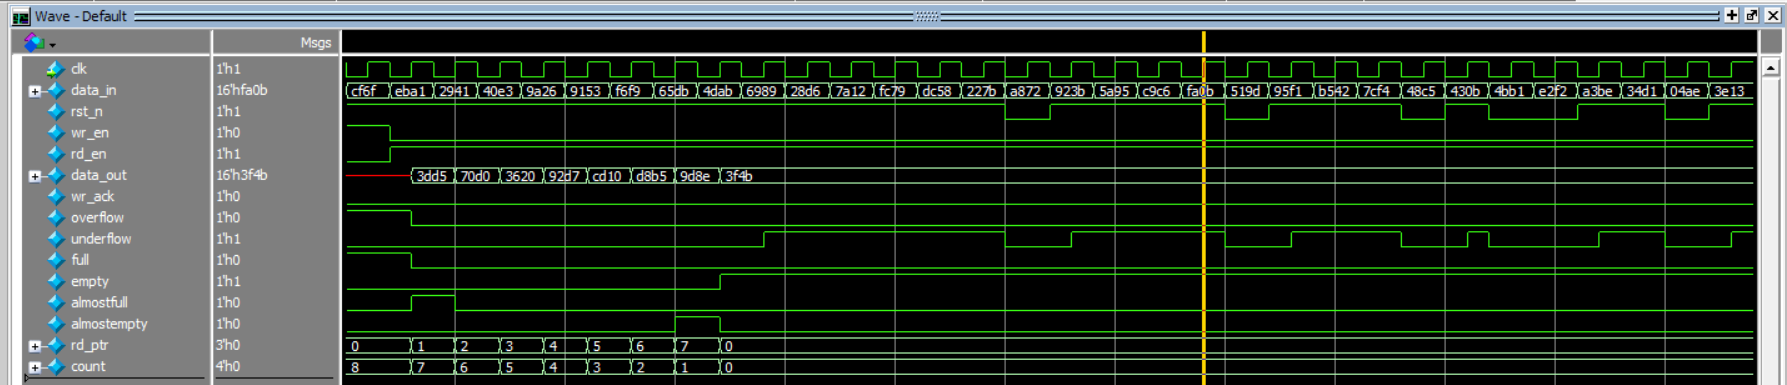 Wave - Default
Msgs
clk 1'h1
data_in 16'hfa0b cf6f eba1 2941 40e3 9a26 9153 f6f9 65db 4dab 6989 28d6 7a12 fc79 dc58 227b a872 923b 5a95 c9c6 fa0b 519d 95f1 b542 7cf4 48c5 430b 4bb1 e2f2 a3be 34d1 04ae 3e13
rst_n 1'h1
wr_en 1'h0
rd_en 1'h1
data_out 16'h3f4b 3dd5 70d0 3620 92d7 cd10 d8b5 9d8e 3f4b
wr_ack 1'h0
overflow 1'h0
underflow 1'h1
full 1'h0
empty 1'h1
almostfull 1'h0
almostempty 1'h0
rd_ptr 3'h0 0 1 2 3 4 5 6 7 0
count 4'h0 8 7 6 5 4 3 2 1 0